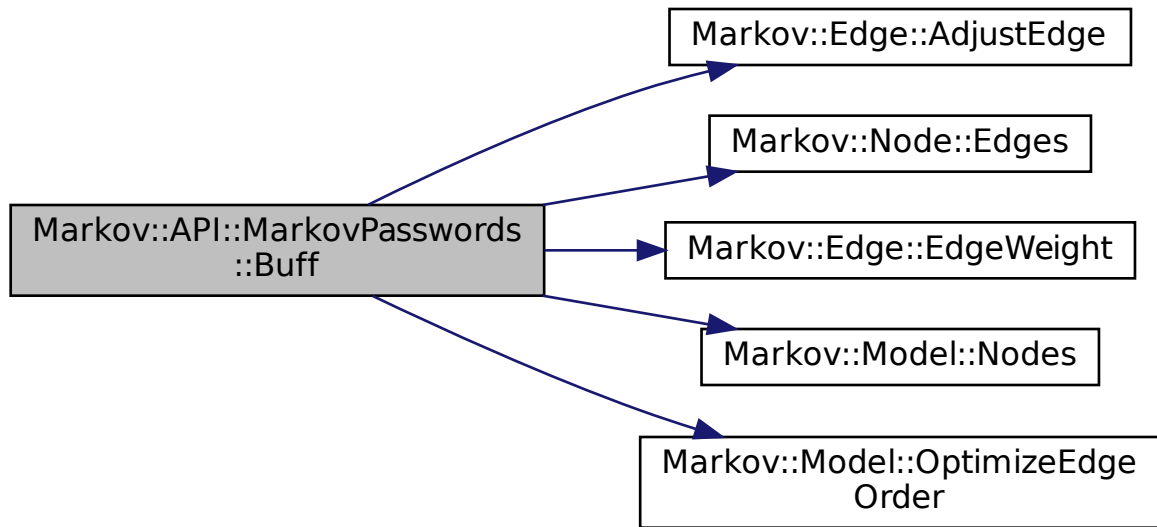 Markov::Edge::AdjustEdge
Markov::Node::Edges
Markov::API::MarkovPasswords
::Buff
Markov::Edge::EdgeWeight
Markov::Model::Nodes
Markov::Model::OptimizeEdge
Order